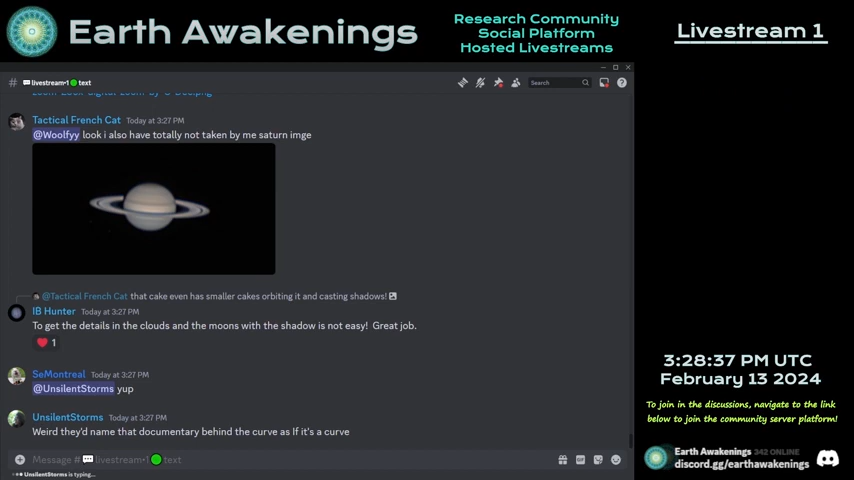 Earth Awakenings
Research Community
Social Platform
Hosted Livestreams
Livestream 1
# livestream-1 text
Search
Tactical French Cat Today at 3:27 PM
@Woolfyy look i also have totally not taken by me saturn imge
@Tactical French Cat that cake even has smaller cakes orbiting it and casting shadows!
IB Hunter Today at 3:27 PM
To get the details in the clouds and the moons with the shadow is not easy! Great job.
1
SeMontreal Today at 3:27 PM
@UnsilentStorms yup
UnsilentStorms Today at 3:27 PM
Weird they'd name that documentary behind the curve as If it's a curve
Message # livestream-1 text
GIF
UnsilentStorms is typing...
3:28:37 PM UTC
February 13 2024
To join in the discussions, navigate to the link
below to join the community server platform!
Earth Awakenings 342 ONLINE
discord.gg/earthawakenings